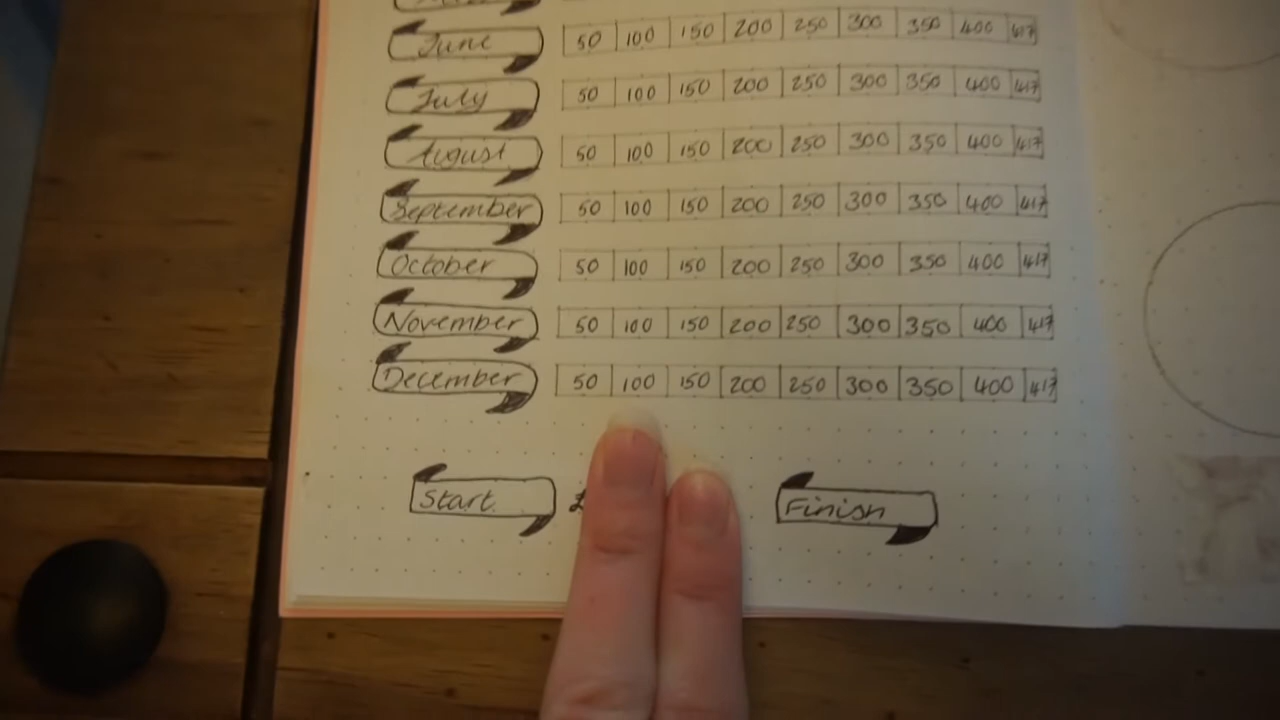 June 50 100 150 200 250 300 350 400 417
July 50 100 150 200 250 300 350 400 417
August 50 100 150 200 250 300 350 400 417
September 50 100 150 200 250 300 350 400 417
October 50 100 150 200 250 300 350 400 417
November 50 100 150 200 250 300 350 400 417
December 50 100 150 200 250 300 350 400 417
Start £ Finish